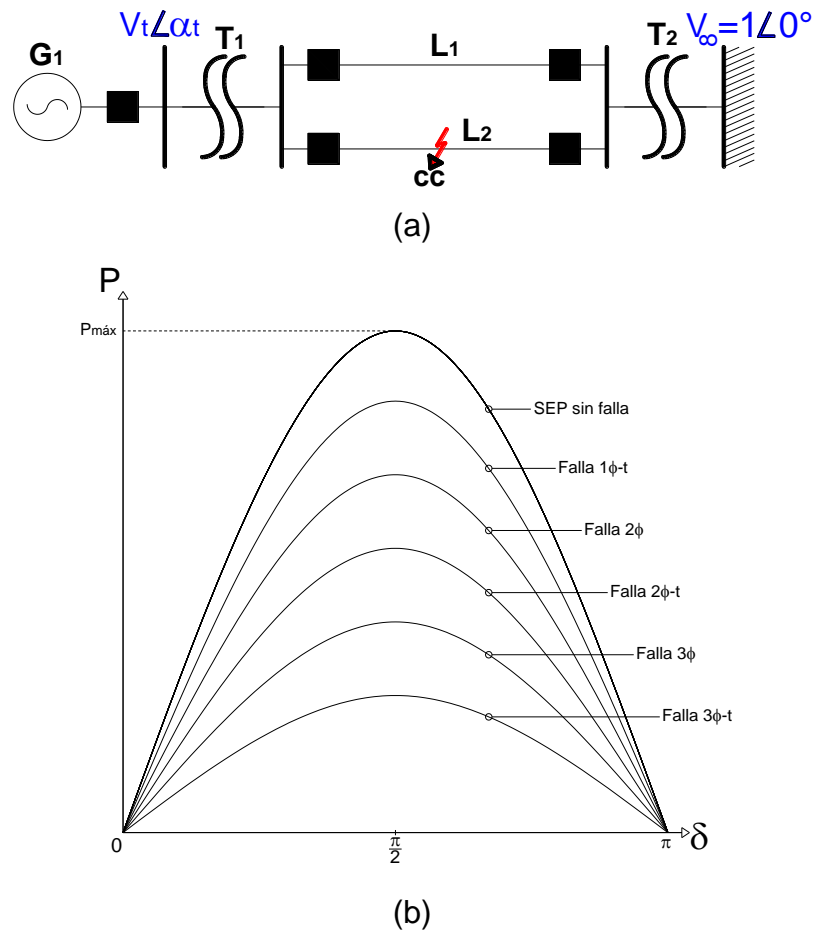 Vt∠αt
V∞=1∠0°
G1
T1
L1
T2
L2
cc
(a)
P
Pmáx
SEP sin falla
Falla 1ϕ-t
Falla 2ϕ
Falla 2ϕ-t
Falla 3ϕ
Falla 3ϕ-t
0
π/2
π
δ
(b)